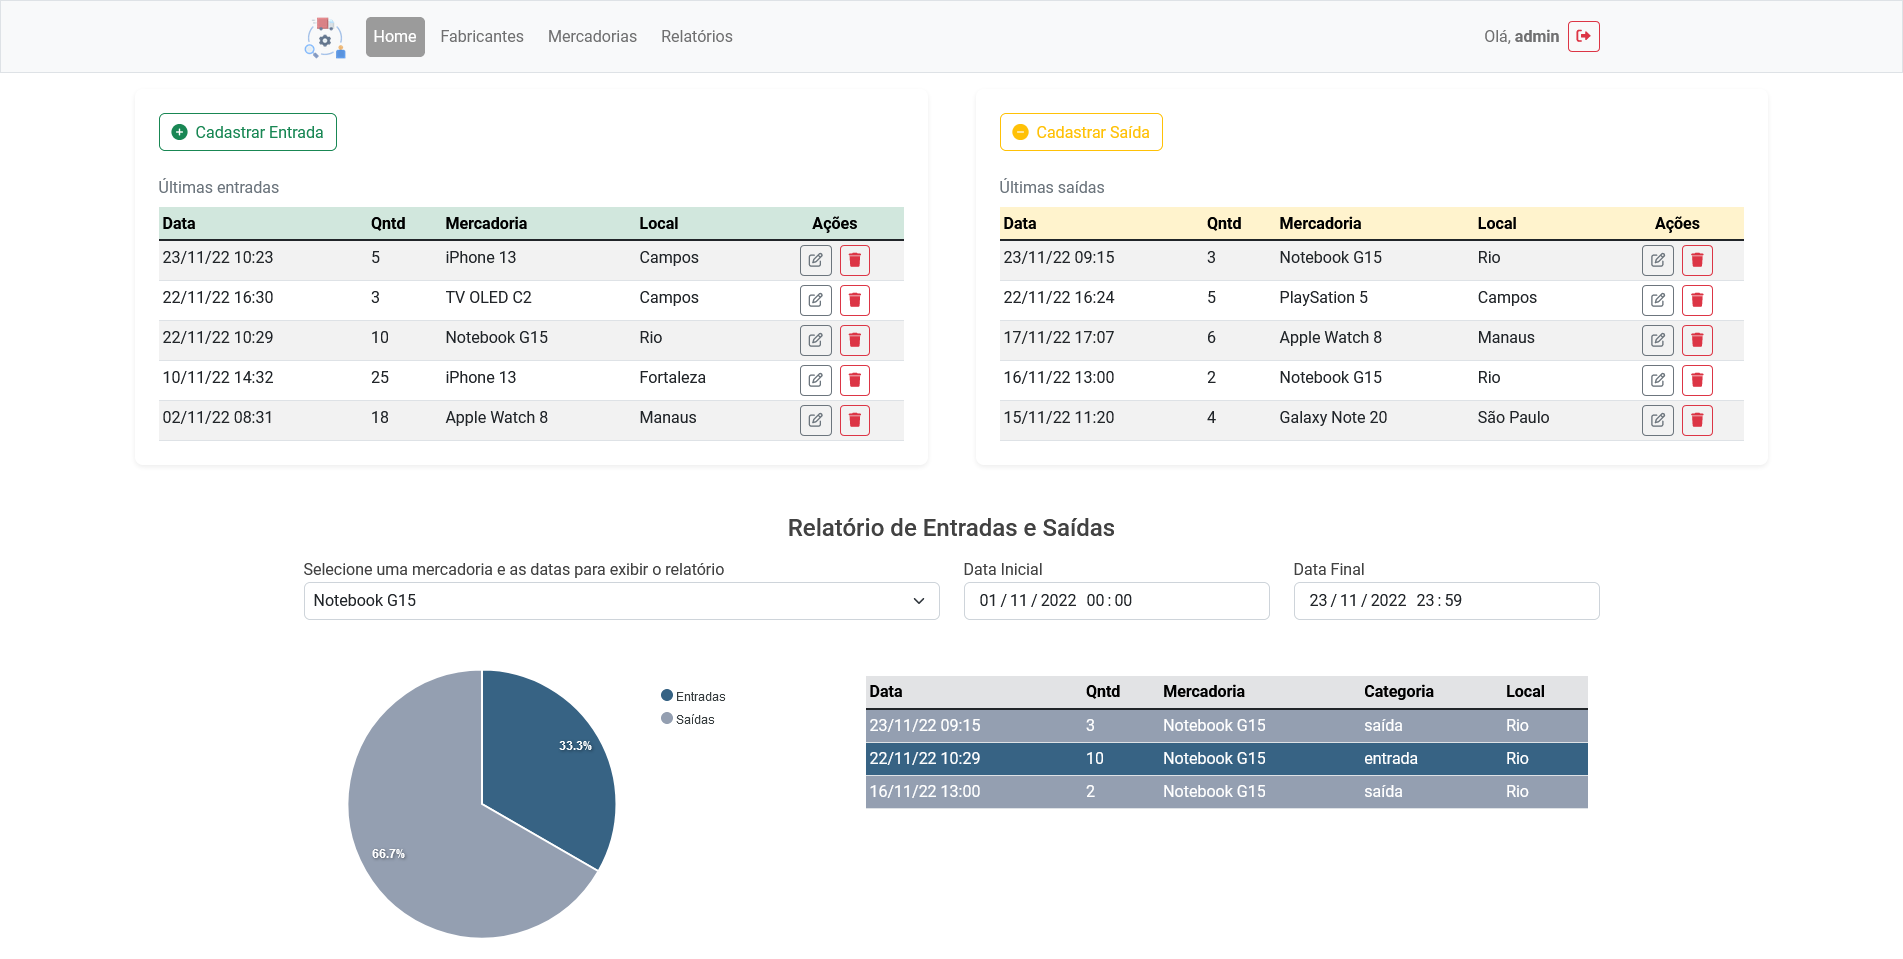 Home Fabricantes Mercadorias Relatórios Olá, admin
Cadastrar Entrada
Últimas entradas
Data Qntd Mercadoria Local Ações
23/11/22 10:23 5 iPhone 13 Campos
22/11/22 16:30 3 TV OLED C2 Campos
22/11/22 10:29 10 Notebook G15 Rio
10/11/22 14:32 25 iPhone 13 Fortaleza
02/11/22 08:31 18 Apple Watch 8 Manaus
Cadastrar Saída
Últimas saídas
Data Qntd Mercadoria Local Ações
23/11/22 09:15 3 Notebook G15 Rio
22/11/22 16:24 5 PlaySation 5 Campos
17/11/22 17:07 6 Apple Watch 8 Manaus
16/11/22 13:00 2 Notebook G15 Rio
15/11/22 11:20 4 Galaxy Note 20 São Paulo
Relatório de Entradas e Saídas
Selecione uma mercadoria e as datas para exibir o relatório
Notebook G15
Data Inicial
01/11/2022 00:00
Data Final
23/11/2022 23:59
33.3%
66.7%
Entradas
Saídas
Data Qntd Mercadoria Categoria Local
23/11/22 09:15 3 Notebook G15 saída Rio
22/11/22 10:29 10 Notebook G15 entrada Rio
16/11/22 13:00 2 Notebook G15 saída Rio